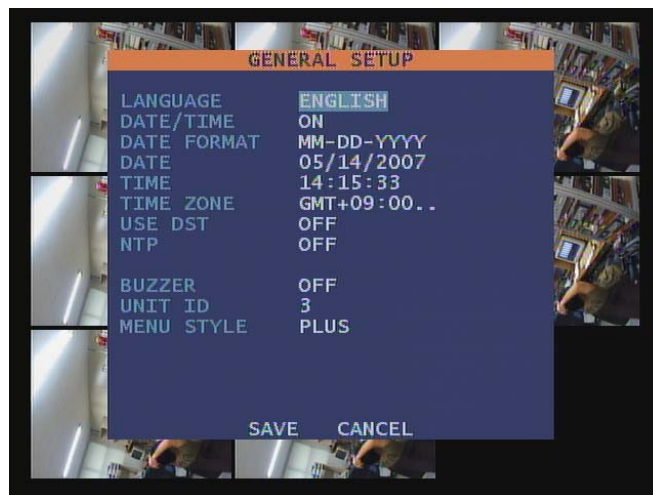 GENERAL SETUP
LANGUAGE ENGLISH
DATE/TIME ON
DATE FORMAT MM-DD-YYYY
DATE 05/14/2007
TIME 14:15:33
TIME ZONE GMT+09:00..
USE DST OFF
NTP OFF
BUZZER OFF
UNIT ID 3
MENU STYLE PLUS
SAVE CANCEL